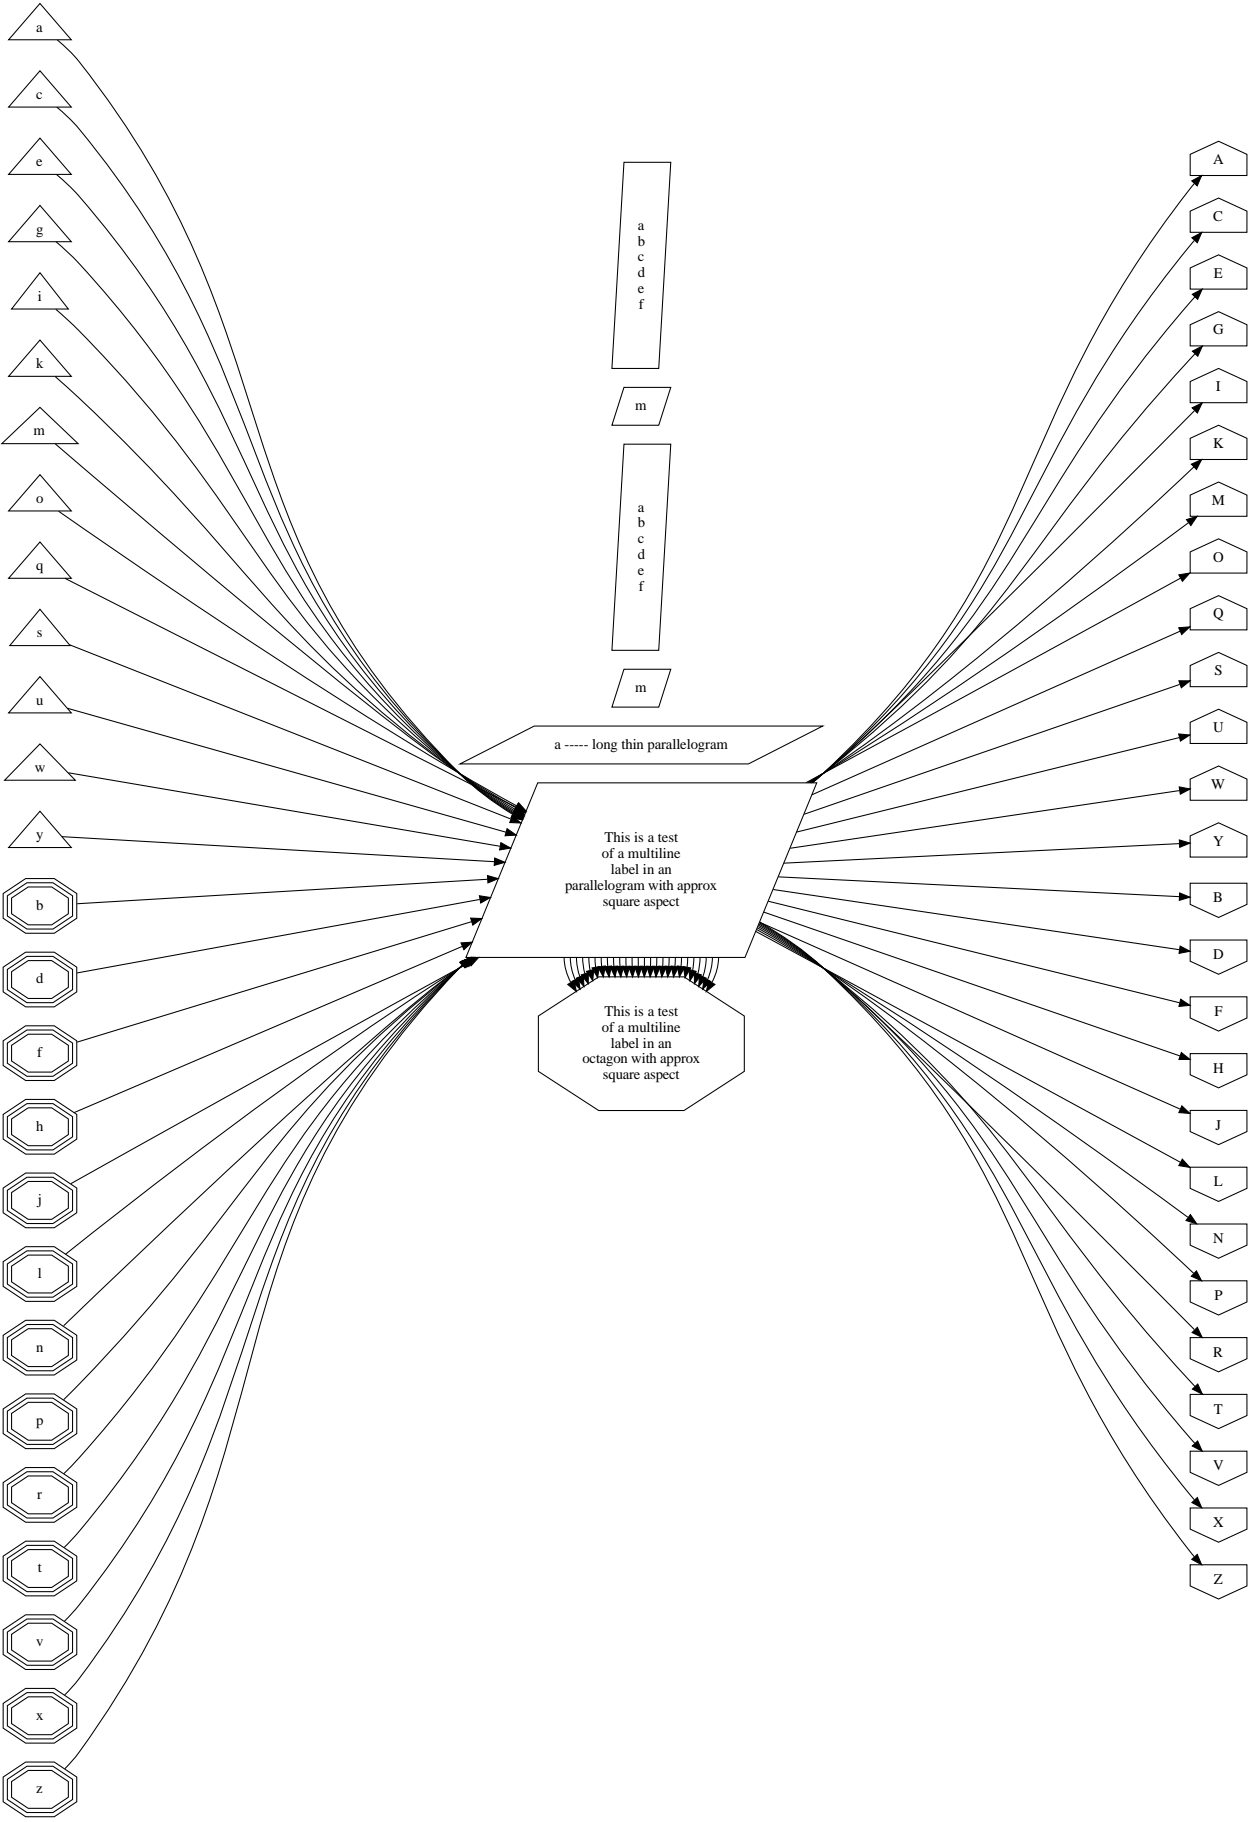 a
c
e
g
i
k
m
o
q
s
u
w
y
b
d
f
h
j
l
n
p
r
t
v
x
z
a
b
c
d
e
f
m
a
b
c
d
e
f
m
a ----- long thin parallelogram
This is a test
of a multiline
label in an
parallelogram with approx
square aspect
This is a test
of a multiline
label in an
octagon with approx
square aspect
A
C
E
G
I
K
M
O
Q
S
U
W
Y
B
D
F
H
J
L
N
P
R
T
V
X
Z